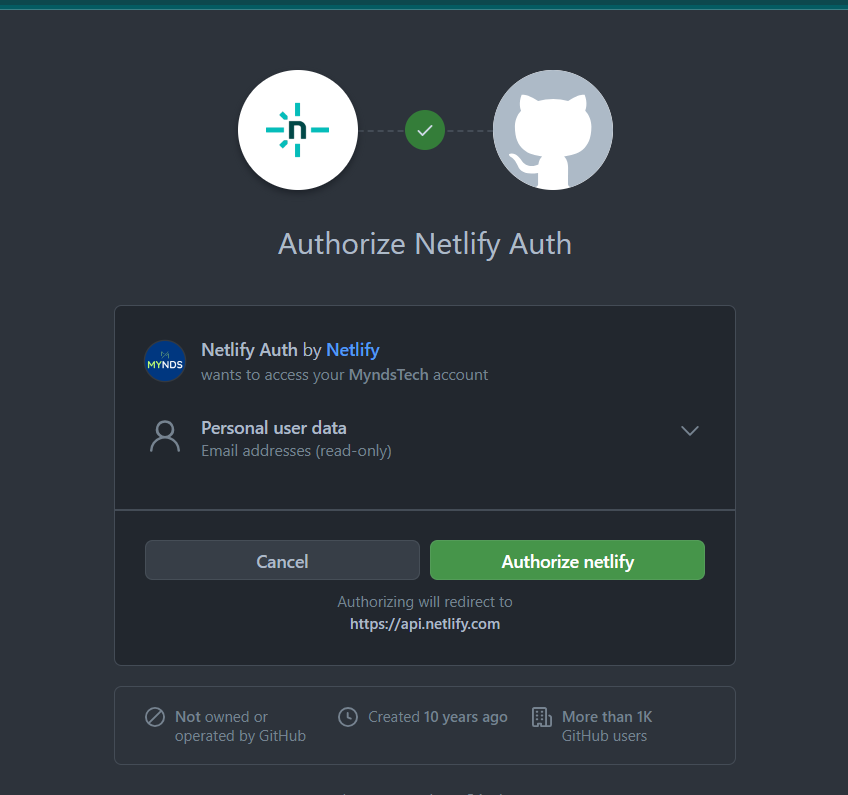 n
Authorize Netlify Auth
MYNDS
Netlify Auth by Netlify
wants to access your MyndsTech account
Personal user data
Email addresses (read-only)
Cancel
Authorize netlify
Authorizing will redirect to
https://api.netlify.com
Not owned or
operated by GitHub
Created 10 years ago
More than 1K
GitHub users